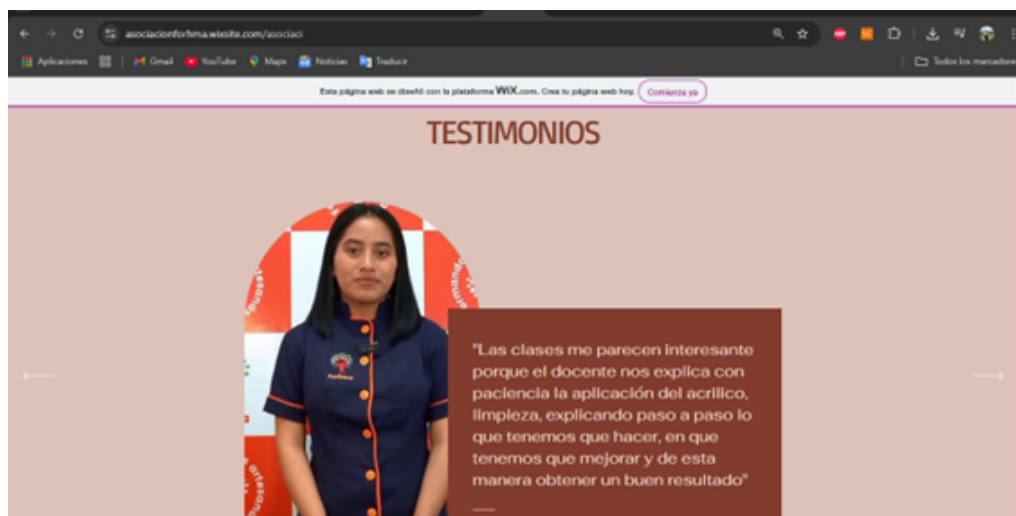 asociacionforhma.wixsite.com/asociaci
Aplicaciones Gmail YouTube Maps Noticias Traducir Todos los marcadores
Esta página web se diseñó con la plataforma WiX.com. Crea tu página web hoy. Comienza ya
TESTIMONIOS
"Las clases me parecen interesante
porque el docente nos explica con
paciencia la aplicación del acrilico,
limpieza, explicando paso a paso lo
que tenemos que hacer, en que
tenemos que mejorar y de esta
manera obtener un buen resultado"